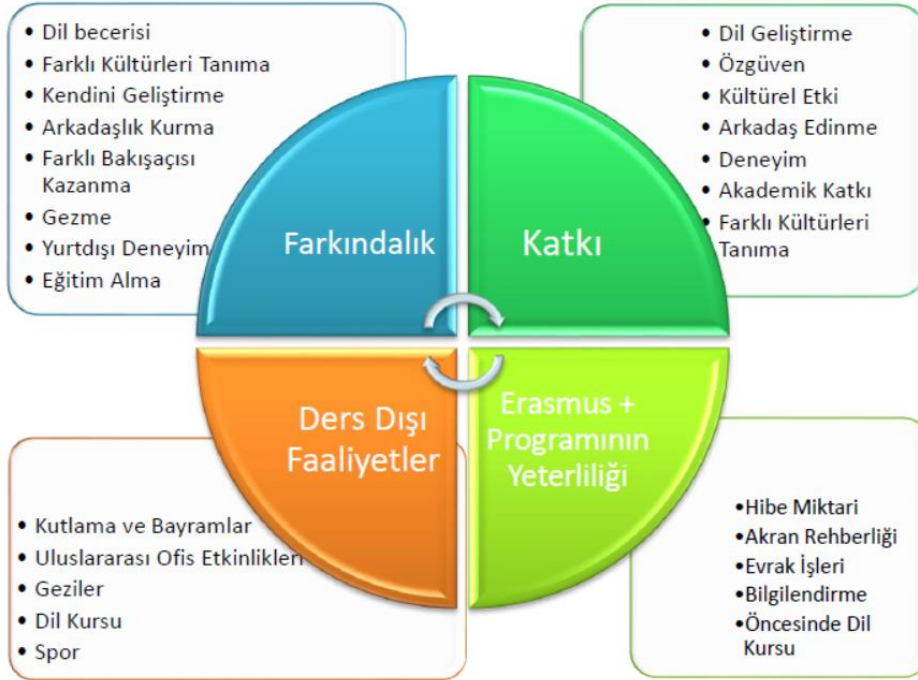 • Dil becerisi
• Farklı Kültürleri Tanıma
• Kendini Geliştirme
• Arkadaşlık Kurma
• Farklı Bakışaçısı
Kazanma
• Gezme
• Yurtdışı Deneyim
• Eğitim Alma
• Dil Geliştirme
• Özgüven
• Kültürel Etki
• Arkadaş Edinme
• Deneyim
• Akademik Katkı
• Farklı Kültürleri
Tanıma
Farkındalık
Katkı
Ders Dışı
Faaliyetler
Erasmus +
Programının
Yeterliliği
• Kutlama ve Bayramlar
• Uluslararası Ofis Etkinlikleri
• Geziler
• Dil Kursu
• Spor
•Hibe Miktari
•Akran Rehberliği
•Evrak İşleri
•Bilgilendirme
•Öncesinde Dil
Kursu